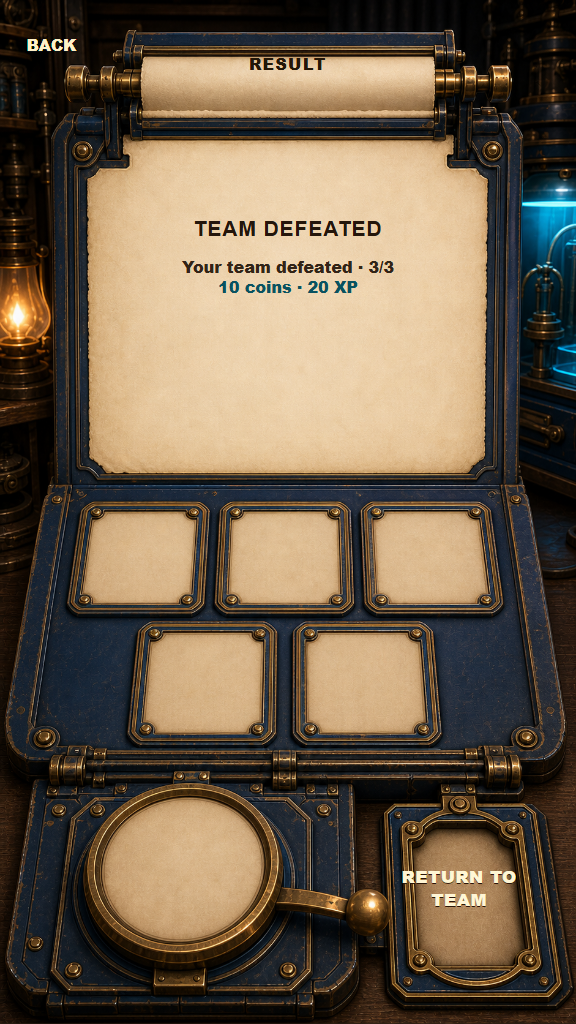 BACK
RESULT
TEAM DEFEATED
Your team defeated · 3/3
10 coins · 20 XP
RETURN TO
TEAM